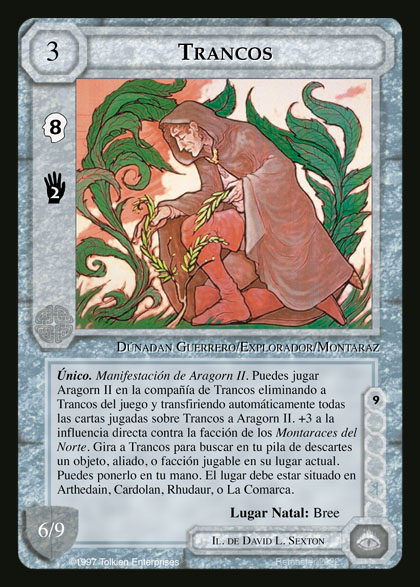 3
TRANCOS
8
2
DÚNADAN GUERRERO/EXPLORADOR/MONTARAZ
Único. Manifestación de Aragorn II. Puedes jugar
Aragorn II en la compañía de Trancos eliminando a
Trancos del juego y transfiriendo automáticamente todas
las cartas jugadas sobre Trancos a Aragorn II. +3 a la
influencia directa contra la facción de los Montaraces del
Norte. Gira a Trancos para buscar en tu pila de descartes
un objeto, aliado, o facción jugable en su lugar actual.
Puedes ponerlo en tu mano. El lugar debe estar situado en
Arthedain, Cardolan, Rhudaur, o La Comarca.
9
Lugar Natal: Bree
6/9
IL. DE DAVID L. SEXTON
©1997 Tolkien Enterprises